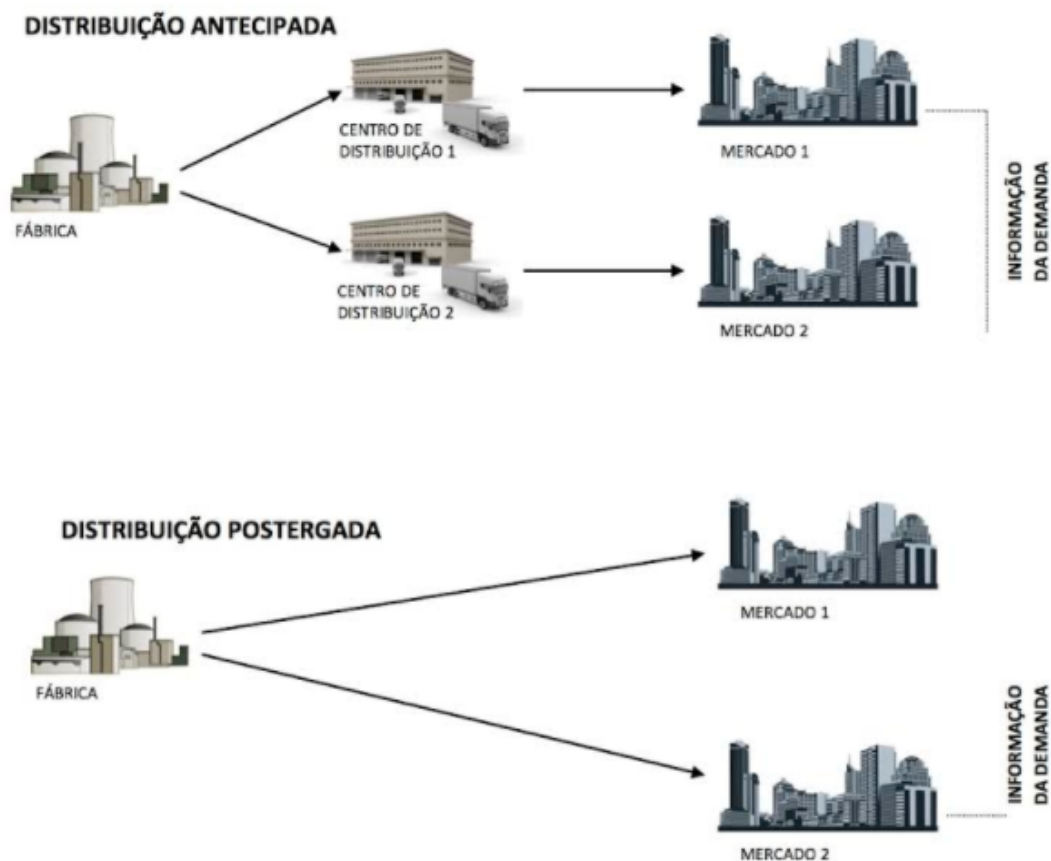 DISTRIBUIÇÃO ANTECIPADA
FÁBRICA
CENTRO DE
DISTRIBUIÇÃO 1
MERCADO 1
CENTRO DE
DISTRIBUIÇÃO 2
MERCADO 2
INFORMAÇÃO
DA DEMANDA
DISTRIBUIÇÃO POSTERGADA
FÁBRICA
MERCADO 1
MERCADO 2
INFORMAÇÃO
DA DEMANDA